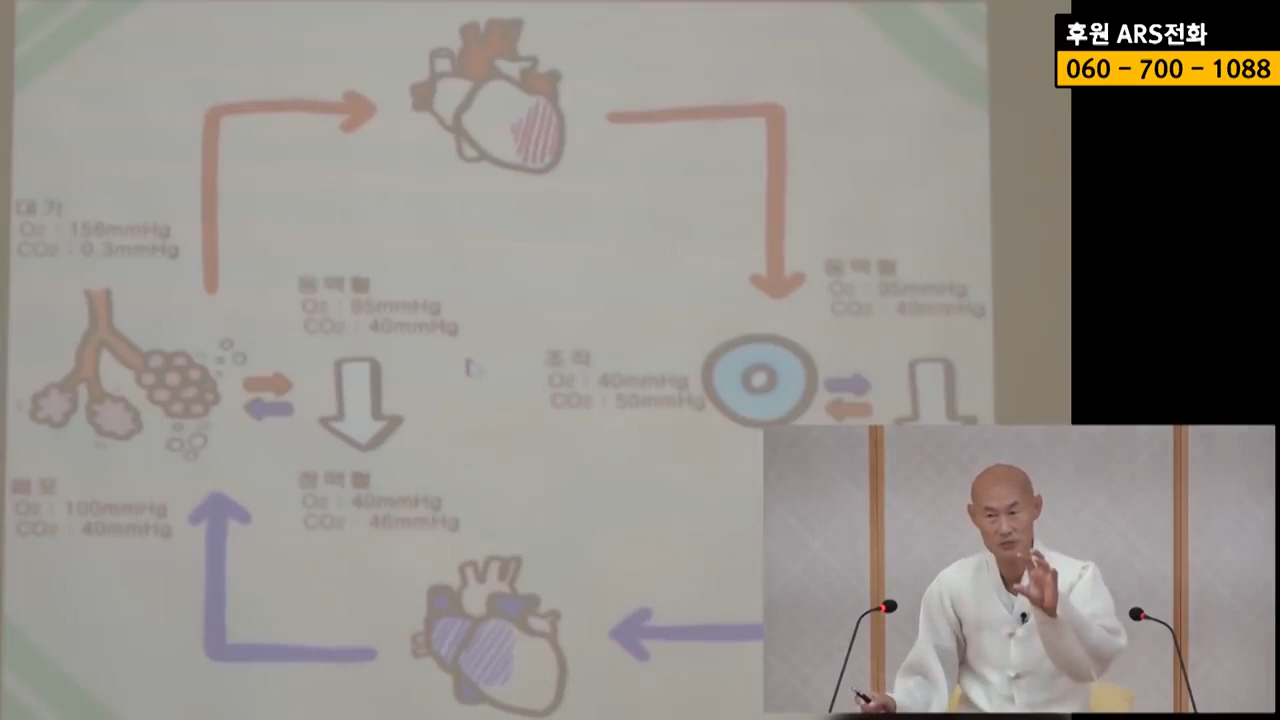 후원 ARS전화
060-700-1088
대기
O₂ : 158mmHg
CO₂ : 0.3mmHg
동맥혈
O₂ : 95mmHg
CO₂ : 40mmHg
동맥혈
O₂ : 95mmHg
CO₂ : 40mmHg
조직
O₂ : 40mmHg
CO₂ : 50mmHg
폐포
O₂ : 100mmHg
CO₂ : 40mmHg
정맥혈
O₂ : 40mmHg
CO₂ : 46mmHg